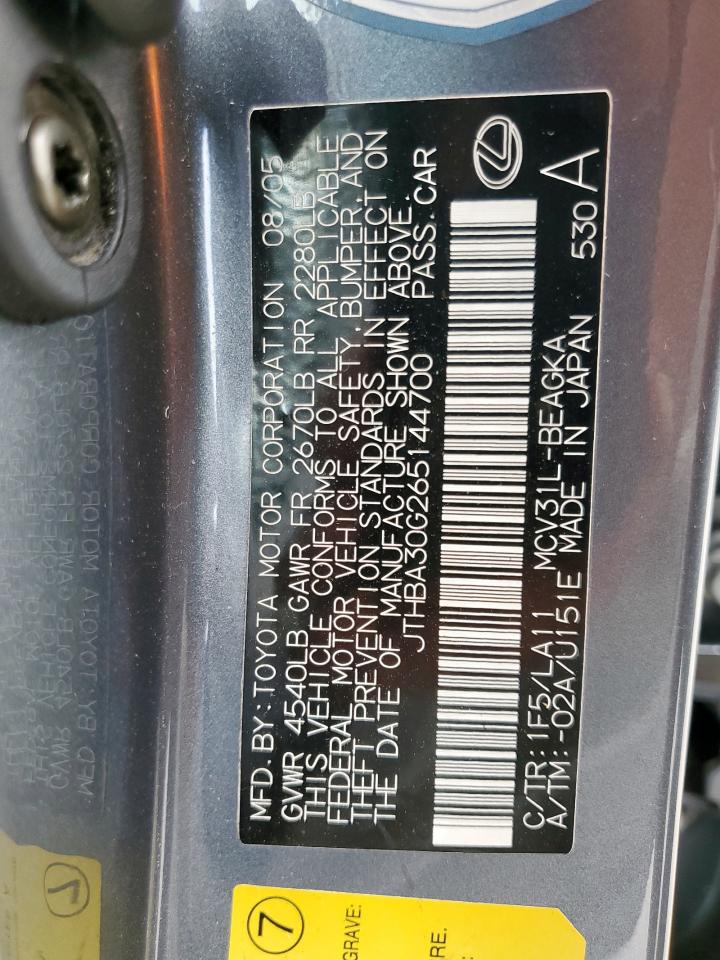 MFD. BY: TOYOTA MOTOR CORPORATION 08/05
GVWR 4540LB GAWR FR 2670LB RR 2280LB
THIS VEHICLE CONFORMS TO ALL APPLICABLE
FEDERAL MOTOR VEHICLE SAFETY, BUMPER, AND
THEFT PREVENTION STANDARDS IN EFFECT ON
THE DATE OF MANUFACTURE SHOWN ABOVE.
JTHBA30G265144700 PASS. CAR
C/TR: 1F5/LA11 MCV31L-BEAGKA
A/TM: -02A/U151E MADE IN JAPAN 530 A
7
GRAVE:
RE.